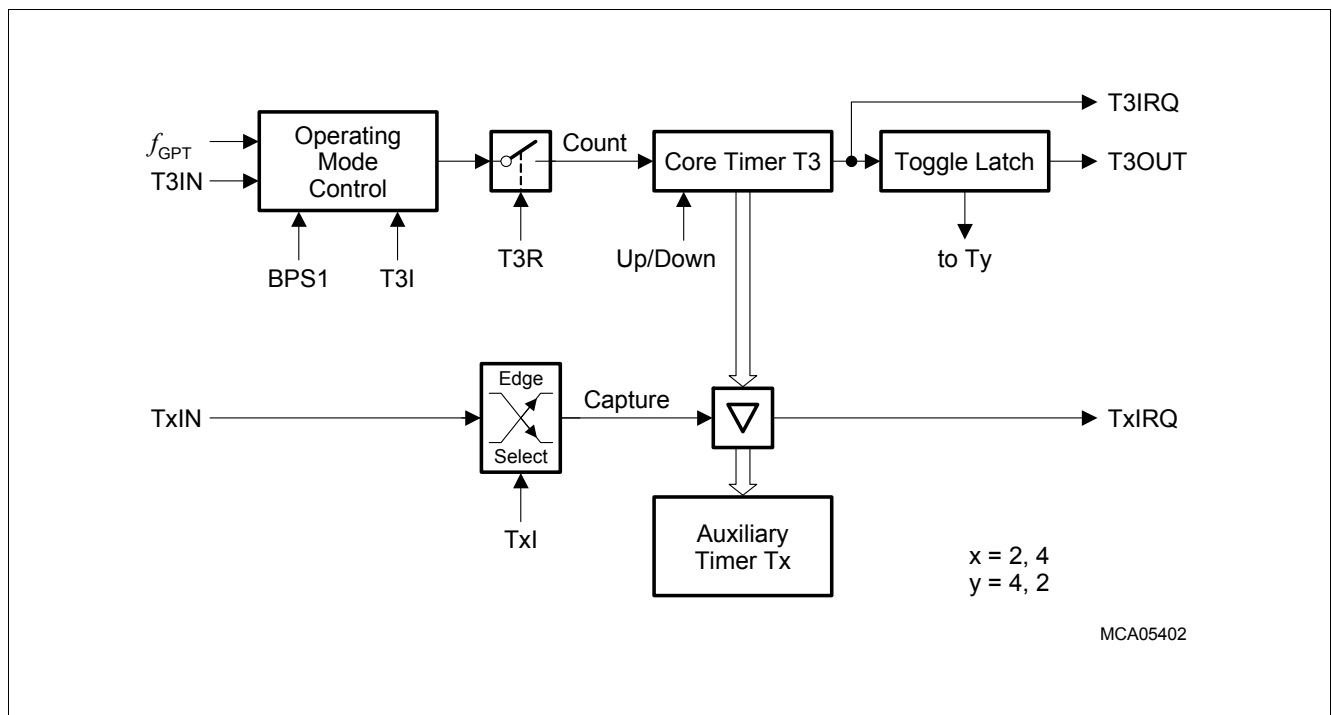 T3IRQ
fGPT
T3IN
Operating
Mode
Control
Count
Core Timer T3
Toggle Latch
T3OUT
BPS1
T3I
T3R
Up/Down
to Ty
TxIN
Edge
Select
Capture
TxIRQ
TxI
Auxiliary
Timer Tx
x = 2, 4
y = 4, 2
MCA05402